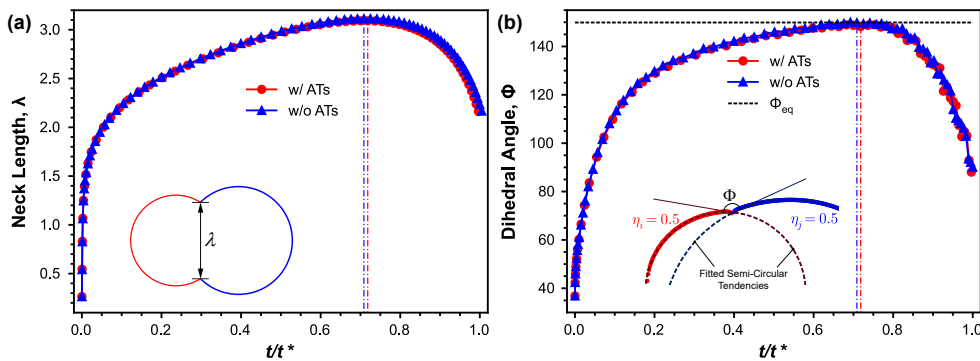 (a)
Neck Length, λ
3.0
2.5
2.0
1.5
1.0
0.5
w/ ATs
w/o ATs
λ
0.0 0.2 0.4 0.6 0.8 1.0
t/t*
(b)
Dihedral Angle, Φ
140
120
100
80
60
40
w/ ATs
w/o ATs
Φeq
Φ
ηi = 0.5
ηj = 0.5
Fitted Semi-Circular
Tendencies
0.0 0.2 0.4 0.6 0.8 1.0
t/t*